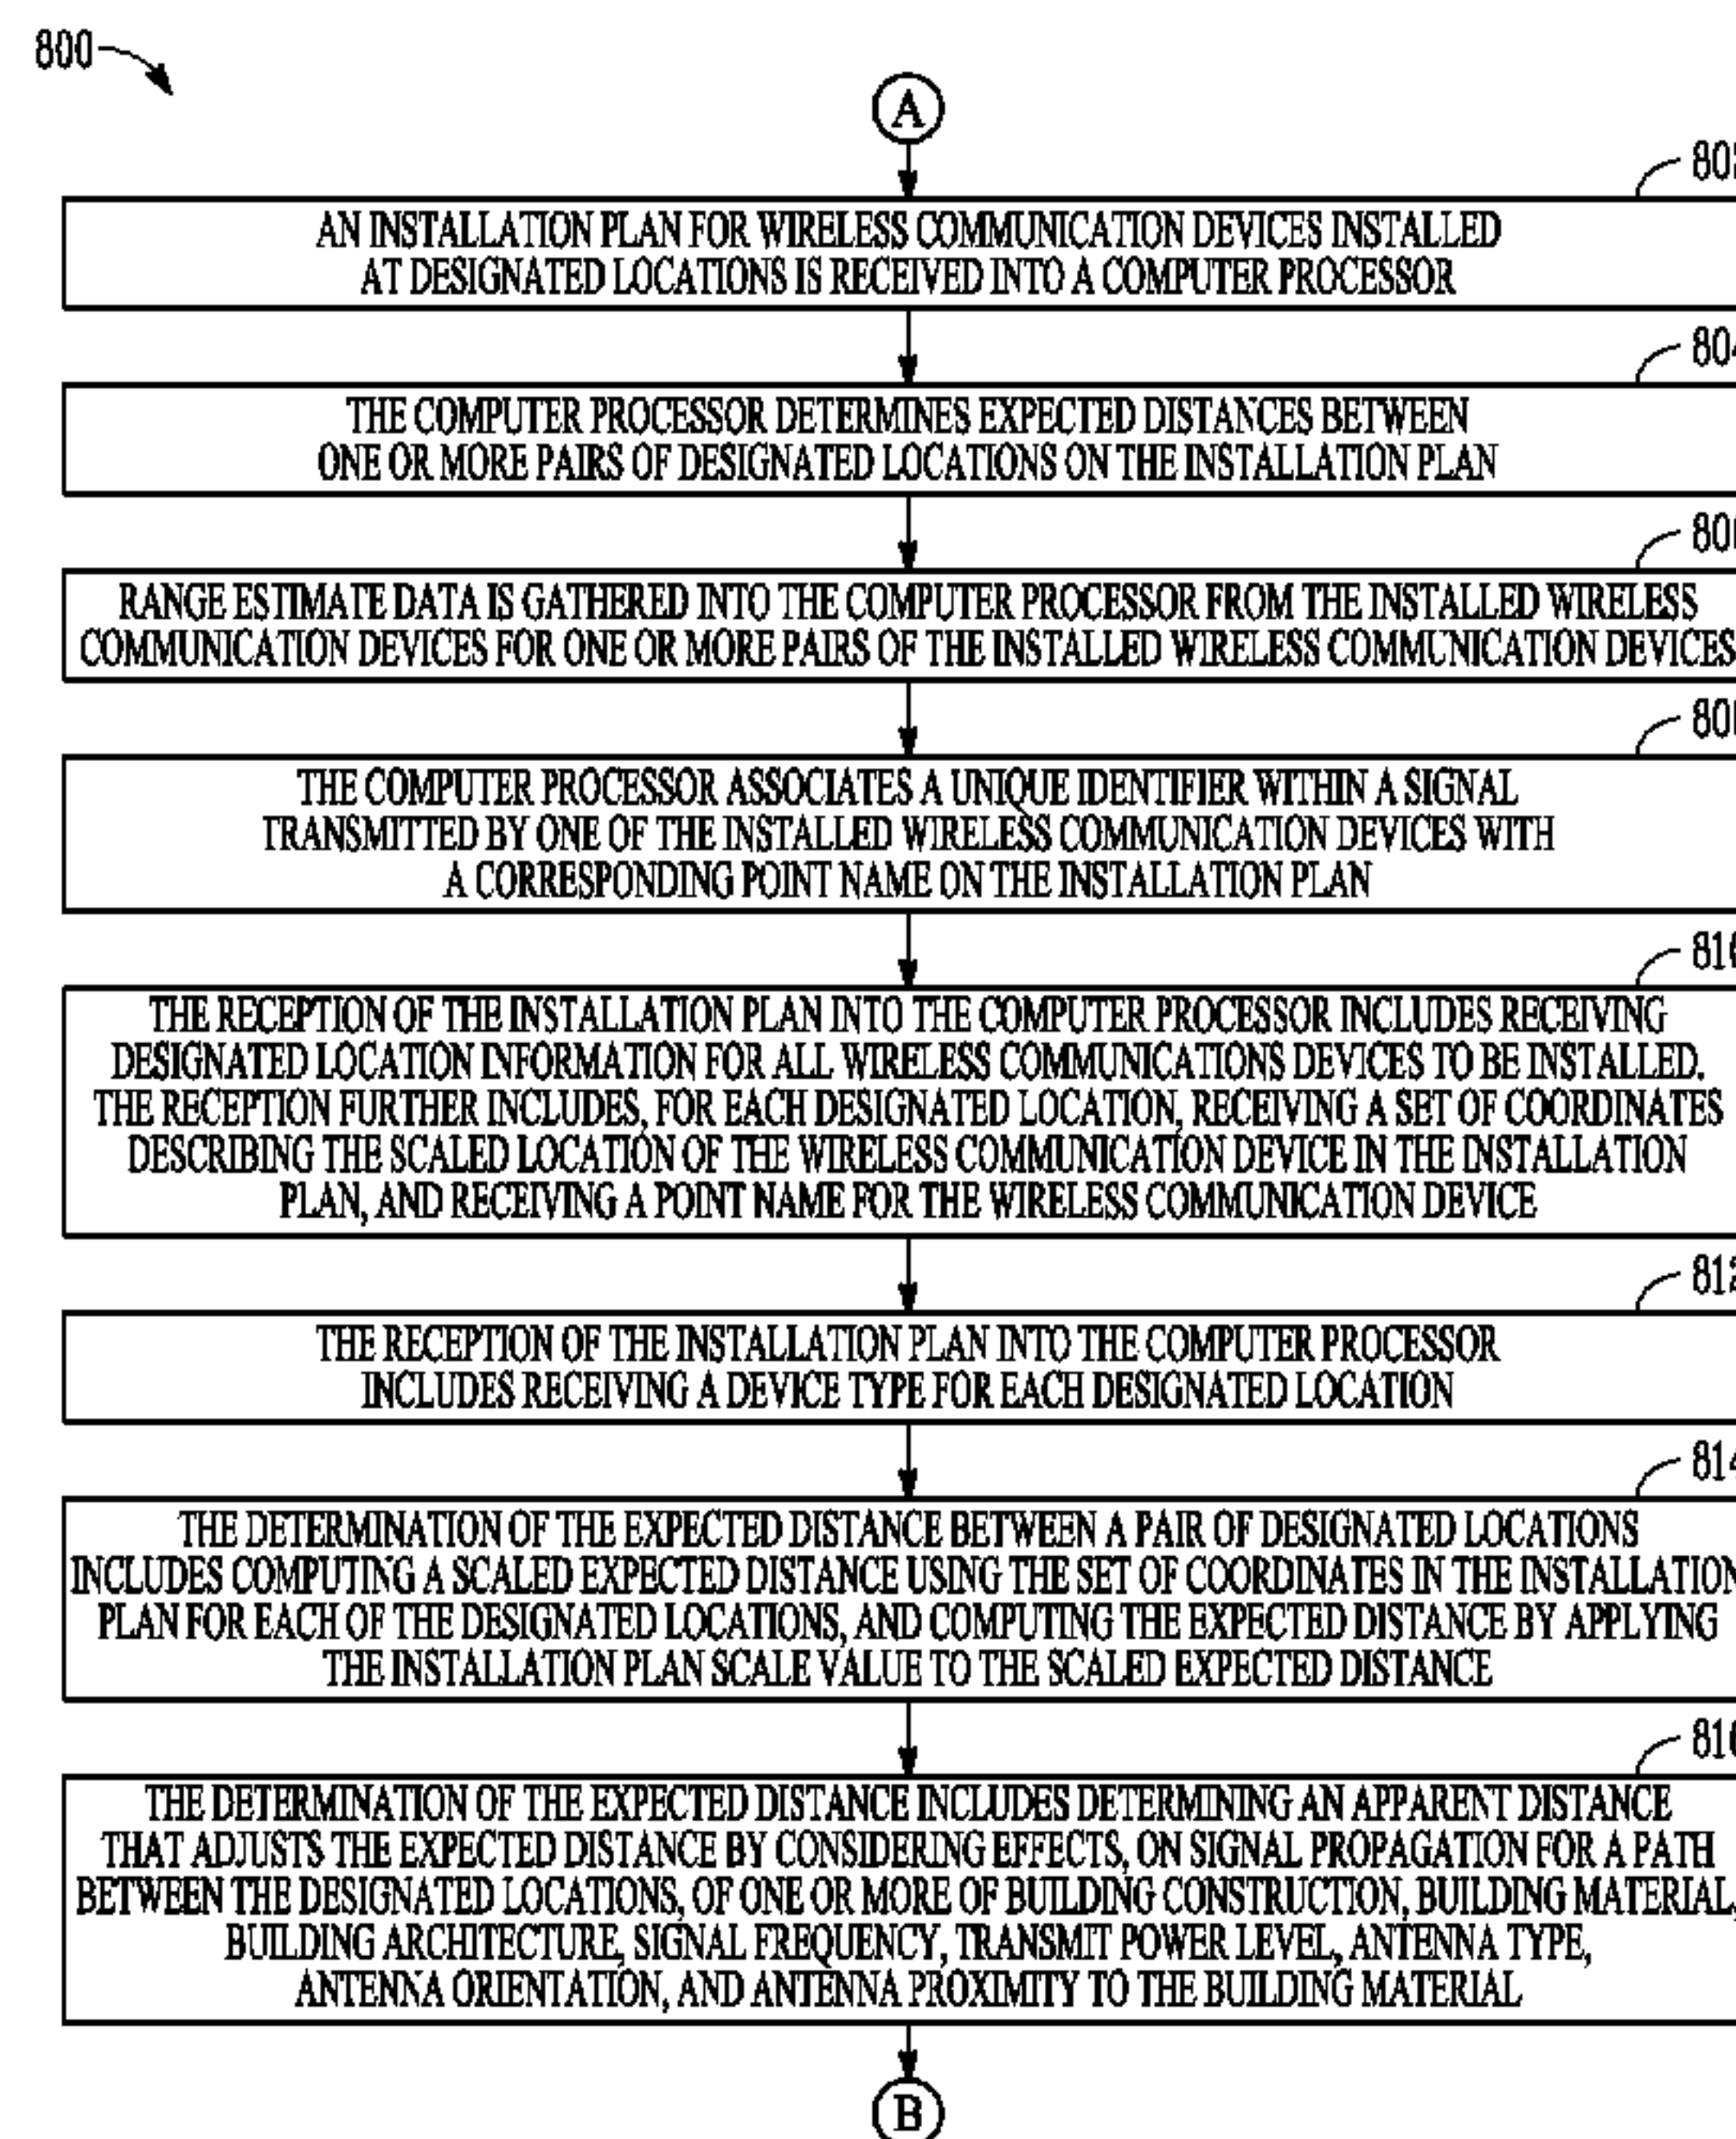 800
A
802
AN INSTALLATION PLAN FOR WIRELESS COMMUNICATION DEVICES INSTALLED
AT DESIGNATED LOCATIONS IS RECEIVED INTO A COMPUTER PROCESSOR
804
THE COMPUTER PROCESSOR DETERMINES EXPECTED DISTANCES BETWEEN
ONE OR MORE PAIRS OF DESIGNATED LOCATIONS ON THE INSTALLATION PLAN
RANGE ESTIMATE DATA IS GATHERED INTO THE COMPUTER PROCESSOR FROM THE INSTALLED WIRELESS
COMMUNICATION DEVICES FOR ONE OR MORE PAIRS OF THE INSTALLED WIRELESS COMMUNICATION DEVICES
THE COMPUTER PROCESSOR ASSOCIATES A UNIQUE IDENTIFIER WITHIN A SIGNAL
TRANSMITTED BY ONE OF THE INSTALLED WIRELESS COMMUNICATION DEVICES WITH
A CORRESPONDING POINT NAME ON THE INSTALLATION PLAN
THE RECEPTION OF THE INSTALLATION PLAN INTO THE COMPUTER PROCESSOR INCLUDES RECEIVING
DESIGNATED LOCATION INFORMATION FOR ALL WIRELESS COMMUNICATIONS DEVICES TO BE INSTALLED.
THE RECEPTION FURTHER INCLUDES, FOR EACH DESIGNATED LOCATION, RECEIVING A SET OF COORDINATES
DESCRIBING THE SCALED LOCATION OF THE WIRELESS COMMUNICATION DEVICE IN THE INSTALLATION
PLAN, AND RECEIVING A POINT NAME FOR THE WIRELESS COMMUNICATION DEVICE
812
THE RECEPTION OF THE INSTALLATION PLAN INTO THE COMPUTER PROCESSOR
INCLUDES RECEIVING A DEVICE TYPE FOR EACH DESIGNATED LOCATION
814
THE DETERMINATION OF THE EXPECTED DISTANCE BETWEEN A PAIR OF DESIGNATED LOCATIONS
INCLUDES COMPUTING A SCALED EXPECTED DISTANCE USING THE SET OF COORDINATES IN THE INSTALLATION
PLAN FOR EACH OF THE DESIGNATED LOCATIONS, AND COMPUTING THE EXPECTED DISTANCE BY APPLYING
THE INSTALLATION PLAN SCALE VALUE TO THE SCALED EXPECTED DISTANCE
THE DETERMINATION OF THE EXPECTED DISTANCE INCLUDES DETERMINING AN APPARENT DISTANCE
THAT ADJUSTS THE EXPECTED DISTANCE BY CONSIDERING EFFECTS, ON SIGNAL PROPAGATION FOR A PATH
BETWEEN THE DESIGNATED LOCATIONS, OF ONE OR MORE OF BUILDING CONSTRUCTION, BUILDING MATERIAL,
BUILDING ARCHITECTURE, SIGNAL FREQUENCY, TRANSMIT POWER LEVEL, ANTENNA TYPE,
ANTENNA ORIENTATION, AND ANTENNA PROXIMITY TO THE BUILDING MATERIAL
B